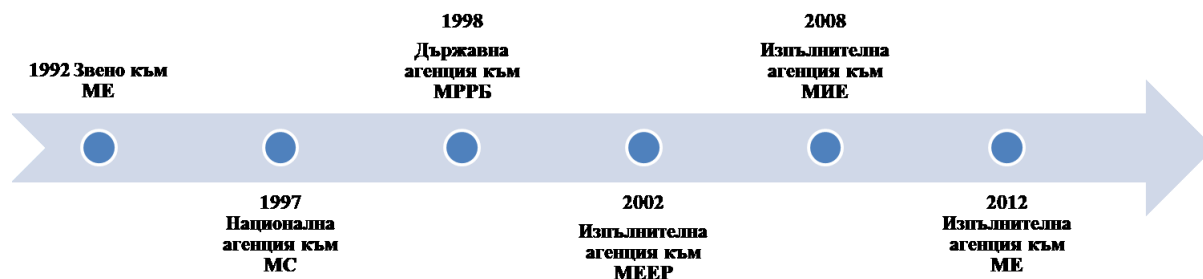 1992 Звено към
МЕ
1997
Национална
агенция към
МС
1998
Държавна
агенция към
МРРБ
2002
Изпълнителна
агенция към
МЕЕР
2008
Изпълнителна
агенция към
МИЕ
2012
Изпълнителна
агенция към
МЕ